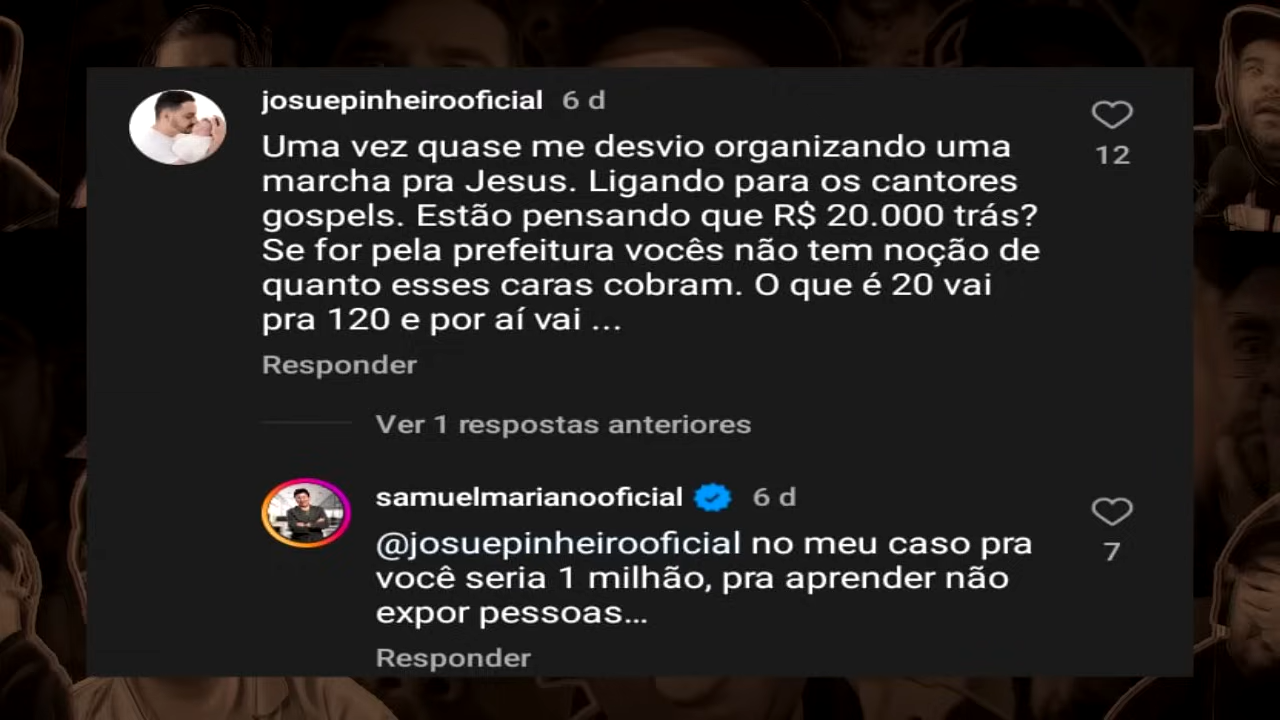 josuepinheirooficial 6 d
Uma vez quase me desvio organizando uma
marcha pra Jesus. Ligando para os cantores
gospels. Estão pensando que R$ 20.000 trás?
Se for pela prefeitura vocês não tem noção de
quanto esses caras cobram. O que é 20 vai
pra 120 e por aí vai ...
12
Responder
Ver 1 respostas anteriores
samuelmarianooficial 6 d
@josuepinheirooficial no meu caso pra
você seria 1 milhão, pra aprender não
expor pessoas...
7
Responder